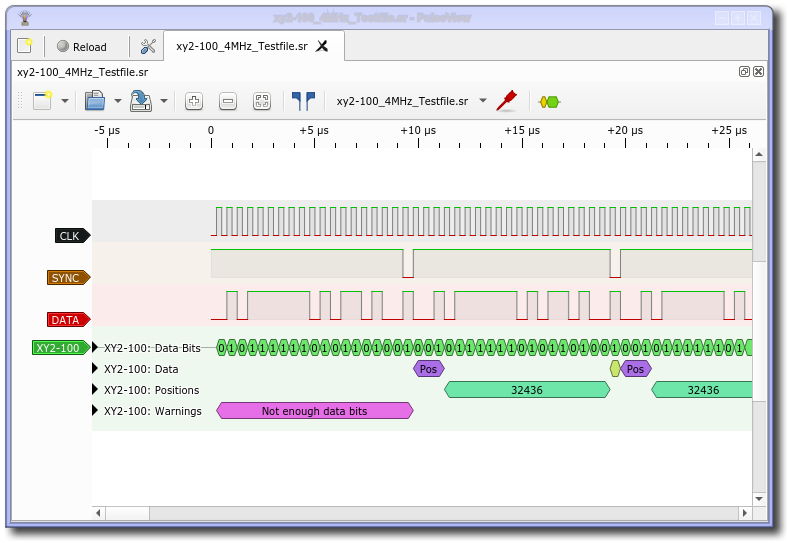 xy2-100_4MHz_Testfile.sr - PulseView
Reload xy2-100_4MHz_Testfile.sr
xy2-100_4MHz_Testfile.sr
xy2-100_4MHz_Testfile.sr
-5 µs 0 +5 µs +10 µs +15 µs +20 µs +25 µs
CLK
SYNC
DATA
XY2-100 XY2-100: Data Bits 0 1 0 1 1 1 1 1 1 0 1 0 1 1 0 1 0 0 1 0 0 1 0 1 1 1 1 1 1 0 1 0 1 1 0 1 0 0 1 0 0 1 0 1 1 1 1 1 1 0 1
XY2-100: Data Pos Pos
XY2-100: Positions 32436 32436
XY2-100: Warnings Not enough data bits